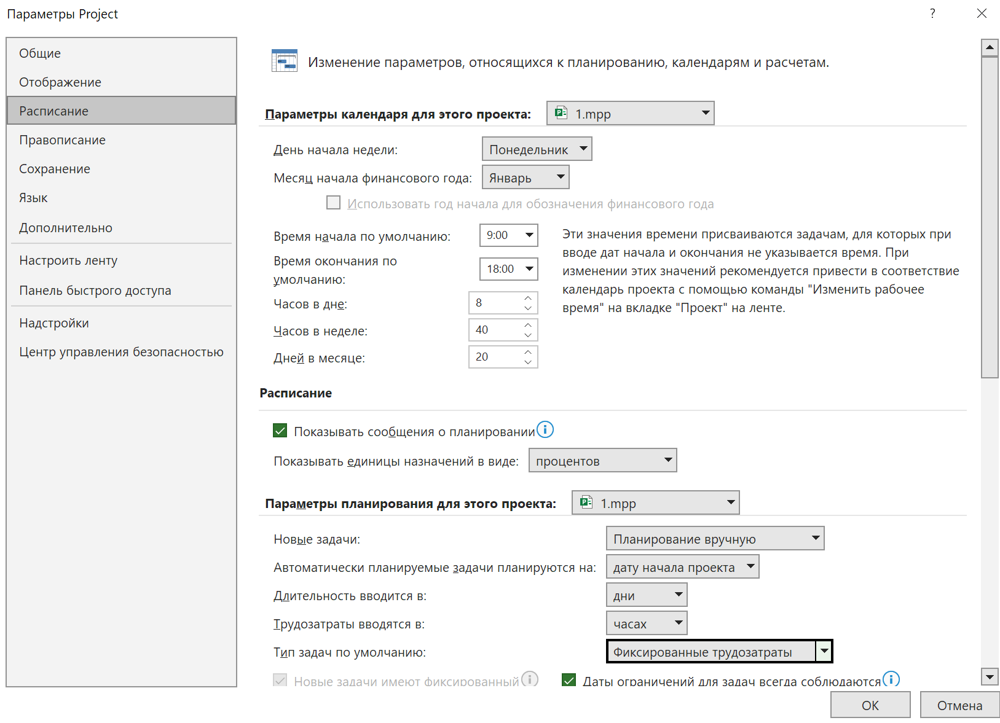 Параметры Project
?
Общие
Отображение
Расписание
Правописание
Сохранение
Язык
Дополнительно
Настроить ленту
Панель быстрого доступа
Надстройки
Центр управления безопасностью
Изменение параметров, относящихся к планированию, календарям и расчетам.
Параметры календаря для этого проекта: 1.mpp
День начала недели: Понедельник
Месяц начала финансового года: Январь
Использовать год начала для обозначения финансового года
Время начала по умолчанию: 9:00
Время окончания по
умолчанию: 18:00
Часов в дне: 8
Часов в неделе: 40
Дней в месяце: 20
Эти значения времени присваиваются задачам, для которых при
вводе дат начала и окончания не указывается время. При
изменении этих значений рекомендуется привести в соответствие
календарь проекта с помощью команды "Изменить рабочее
время" на вкладке "Проект" на ленте.
Расписание
Показывать сообщения о планировании
Показывать единицы назначений в виде: процентов
Параметры планирования для этого проекта: 1.mpp
Новые задачи: Планирование вручную
Автоматически планируемые задачи планируются на: дату начала проекта
Длительность вводится в: дни
Трудозатраты вводятся в: часах
Тип задач по умолчанию: Фиксированные трудозатраты
Новые задачи имеют фиксированный Даты ограничений для задач всегда соблюдаются
ОК Отмена